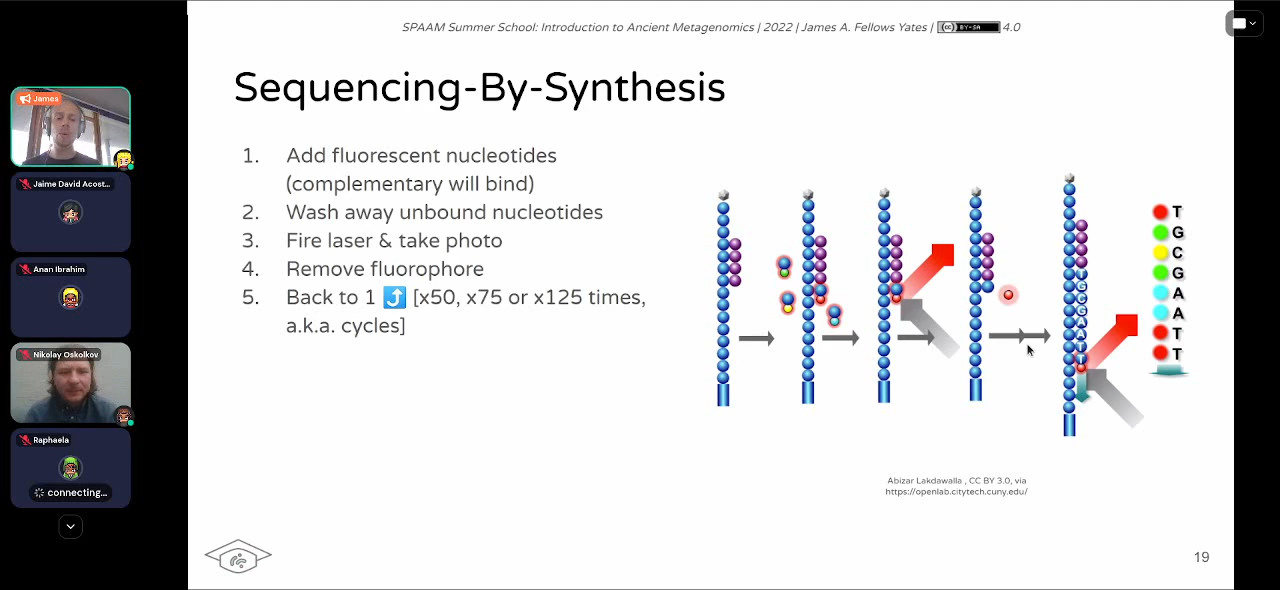 SPAAM Summer School: Introduction to Ancient Metagenomics | 2022 | James A. Fellows Yates | CC BY-SA 4.0
James
Jaime David Acost...
Anan Ibrahim
Nikolay Oskolkov
Raphaela
connecting...
Sequencing-By-Synthesis
1. Add fluorescent nucleotides
(complementary will bind)
2. Wash away unbound nucleotides
3. Fire laser & take photo
4. Remove fluorophore
5. Back to 1 ⤴️ [x50, x75 or x125 times,
a.k.a. cycles]
T
G
C
G
A
A
T
T
T
G
C
G
A
A
T
T
Abizar Lakdawalla , CC BY 3.0, via
https://openlab.citytech.cuny.edu/
19